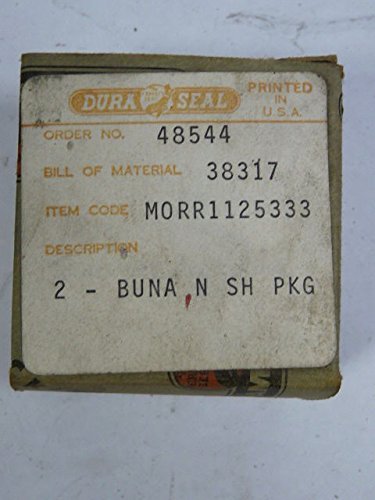 DURA SEAL
PRINTED
IN
U.S.A.
ORDER NO. 48544
BILL OF MATERIAL 38317
ITEM CODE MORR1125333
DESCRIPTION
2 - BUNA N SH PKG